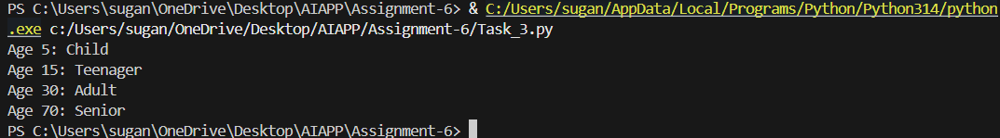 PS C:\Users\sugan\OneDrive\Desktop\AIAPP\Assignment-6> & C:/Users/sugan/AppData/Local/Programs/Python/Python314/python
.exe c:/Users/sugan/OneDrive/Desktop/AIAPP/Assignment-6/Task_3.py
Age 5: Child
Age 15: Teenager
Age 30: Adult
Age 70: Senior
PS C:\Users\sugan\OneDrive\Desktop\AIAPP\Assignment-6>